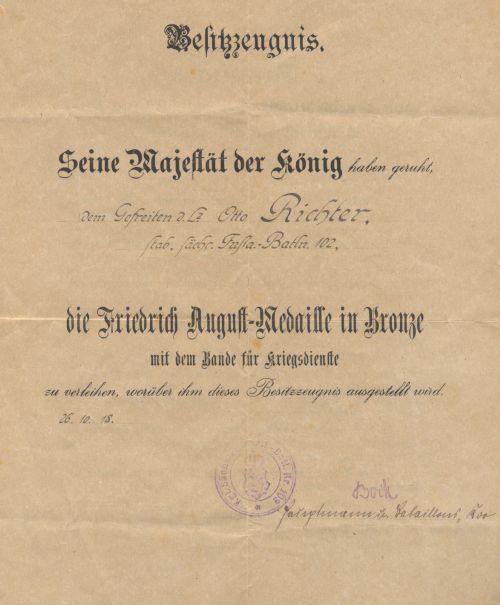 Besitzzeugnis.
Seine Majestät der König haben geruht,
dem Gefreiten d. L. Otto Richter.
stab. sächs. Fußa.-Batln. 102.
die Friedrich August-Medaille in Bronze
mit dem Bande für Kriegsdienste
zu verleihen, worüber ihm dieses Besitzzeugnis ausgestellt wird.
26. 10. 18.
Bock
Hauptmann u. Bataillons